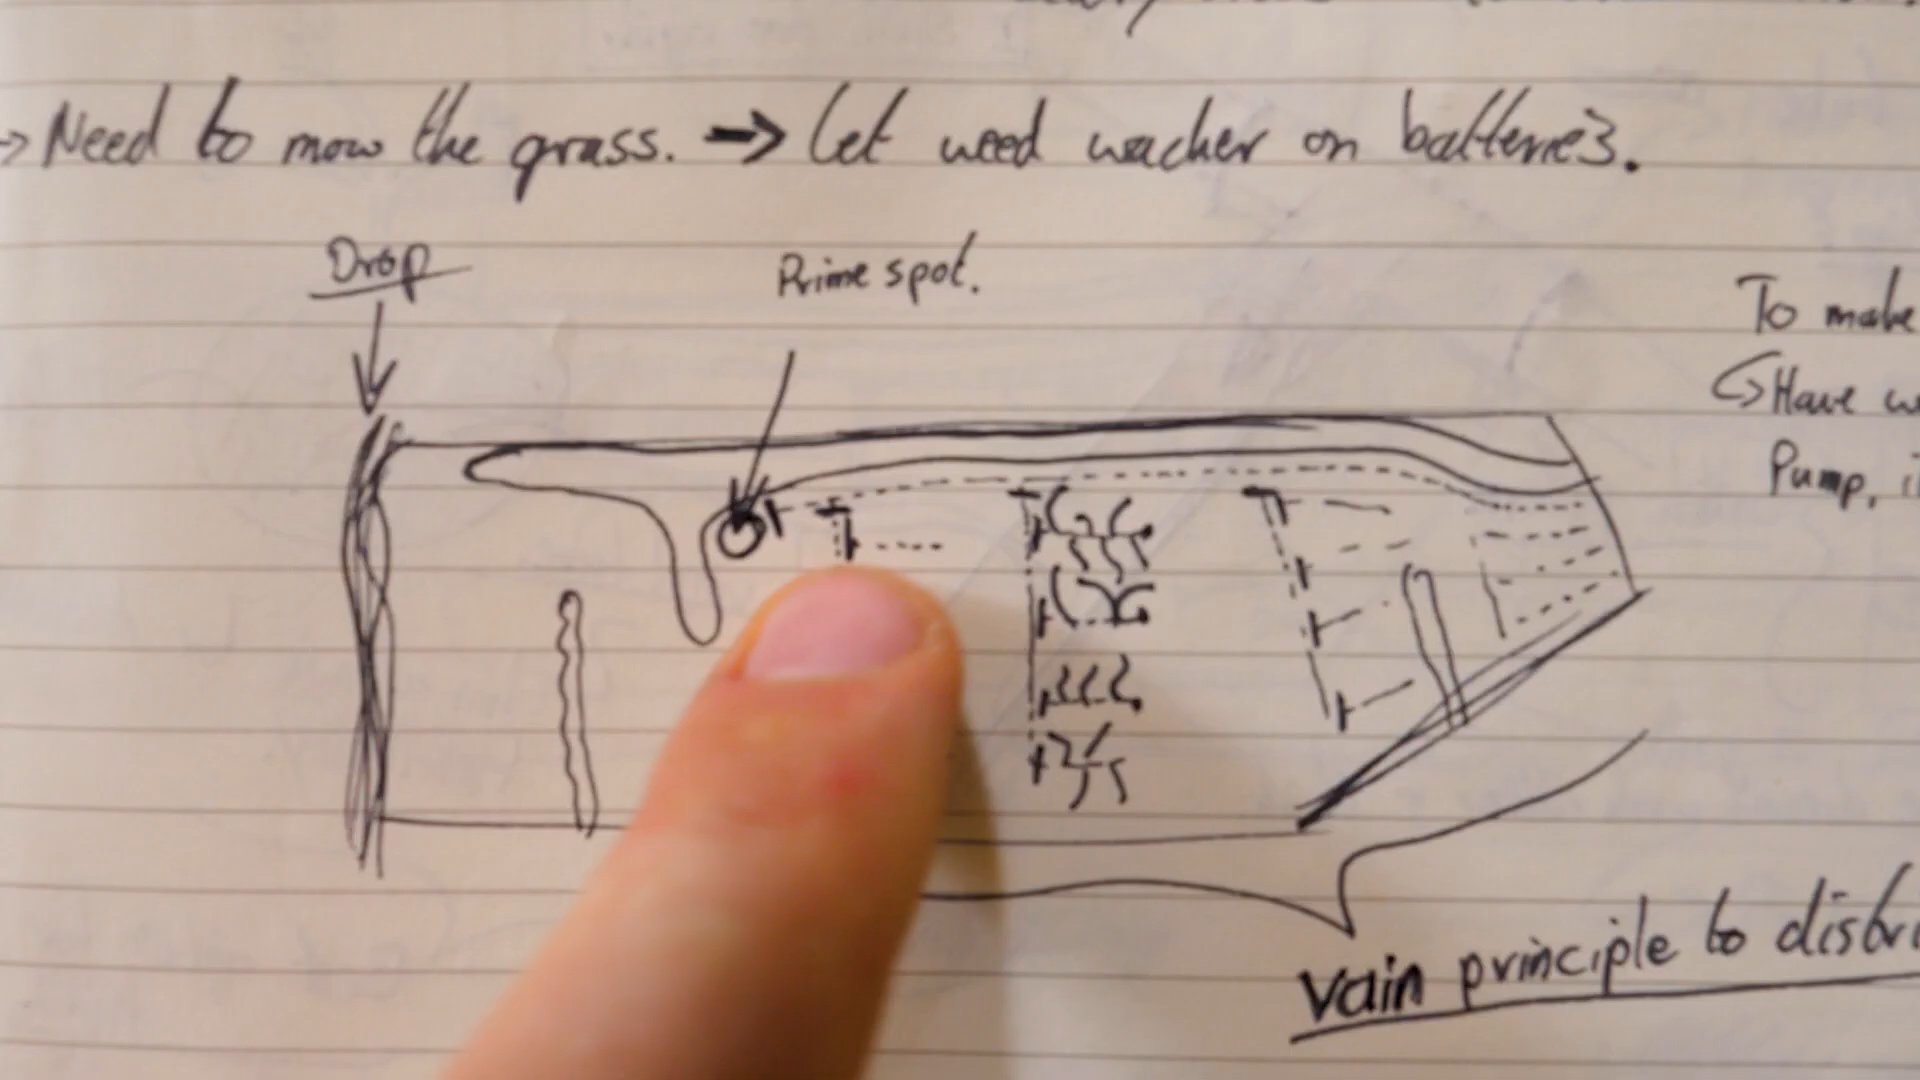 → Need to mow the grass. → Get weed wacker on batteries.
Drop
Prime spot.
To make
↳ Have w
Pump, i
Vain principle to distri